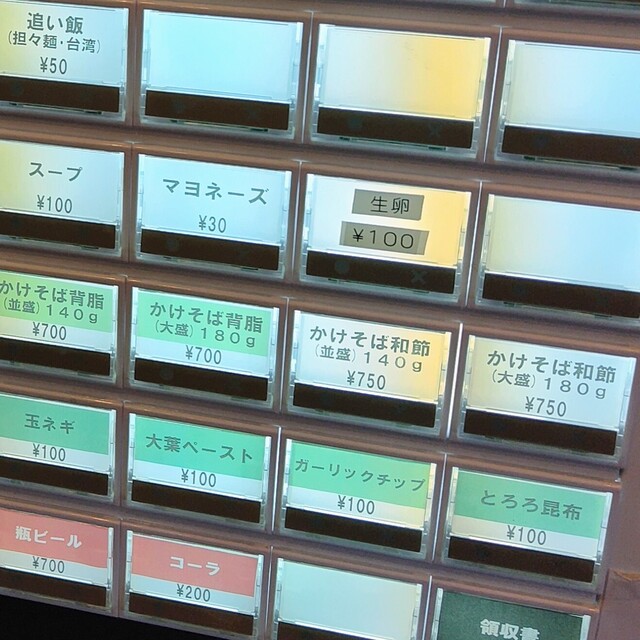 追い飯
(担々麺・台湾)
¥50
スープ
¥100
マヨネーズ
¥30
生卵
¥100
かけそば背脂
(並盛)140g
¥700
かけそば背脂
(大盛)180g
¥700
かけそば和節
(並盛)140g
¥750
かけそば和節
(大盛)180g
¥750
玉ネギ
¥100
大葉ペースト
¥100
ガーリックチップ
¥100
とろろ昆布
¥100
瓶ビール
¥700
コーラ
¥200
領収書